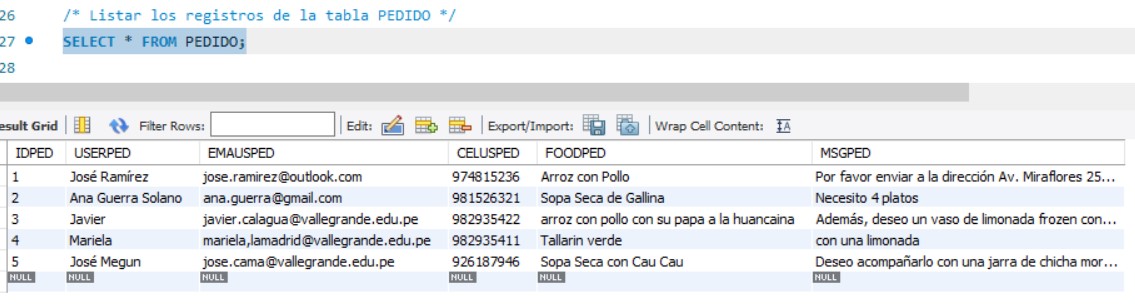 26 /* Listar los registros de la tabla PEDIDO */
27 SELECT * FROM PEDIDO;
28
esult Grid Filter Rows: Edit: Export/Import: Wrap Cell Content: IA
IDPED USERPED EMAUSPED CELUSPED FOODPED MSGPED
1 José Ramírez jose.ramirez@outlook.com 974815236 Arroz con Pollo Por favor enviar a la dirección Av. Miraflores 25...
2 Ana Guerra Solano ana.guerra@gmail.com 981526321 Sopa Seca de Gallina Necesito 4 platos
3 Javier javier.calagua@vallegrande.edu.pe 982935422 arroz con pollo con su papa a la huancaina Además, deseo un vaso de limonada frozen con...
4 Mariela mariela,lamadrid@vallegrande.edu.pe 982935411 Tallarin verde con una limonada
5 José Megun jose.cama@vallegrande.edu.pe 926187946 Sopa Seca con Cau Cau Deseo acompañarlo con una jarra de chicha mor...
NULL NULL NULL NULL NULL NULL